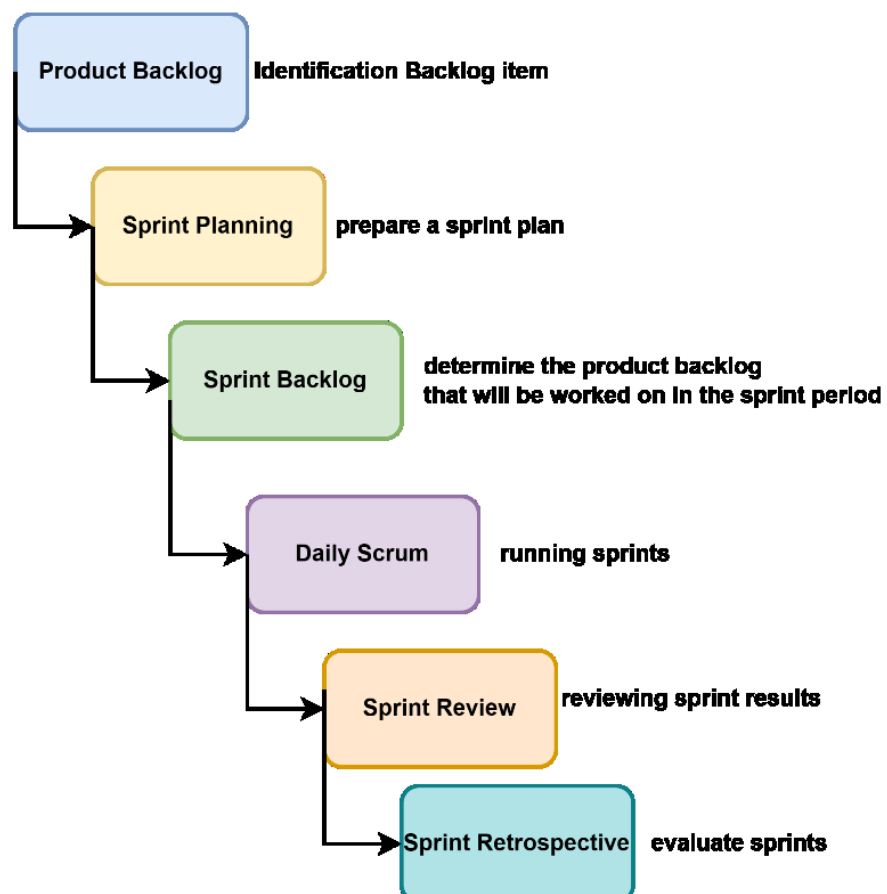 Product Backlog
Identification Backlog item
Sprint Planning
prepare a sprint plan
Sprint Backlog
determine the product backlog
that will be worked on in the sprint period
Daily Scrum
running sprints
Sprint Review
reviewing sprint results
Sprint Retrospective
evaluate sprints